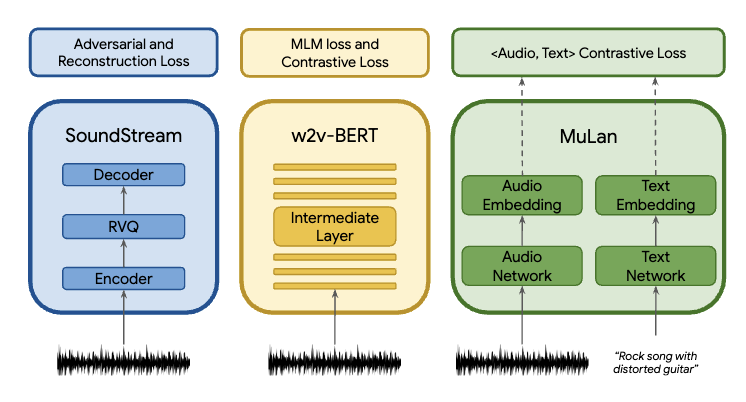 Adversarial and
Reconstruction Loss
MLM loss and
Contrastive Loss
<Audio, Text> Contrastive Loss
SoundStream
Decoder
RVQ
Encoder
w2v-BERT
Intermediate
Layer
MuLan
Audio
Embedding
Text
Embedding
Audio
Network
Text
Network
“Rock song with
distorted guitar”